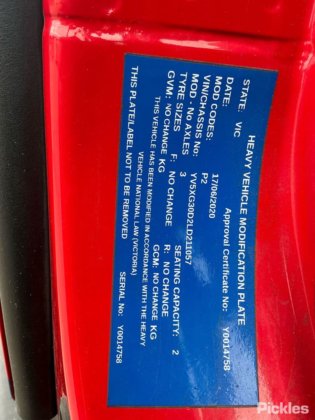 HEAVY VEHICLE MODIFICATION PLATE
STATE VIC Approval Certificate No: Y0014758
DATE: 17/06/2020
MOD CODES: P2
VIN/CHASSIS No: YV5XG30D2LD211057
MOD - No AXLES 3 SEATING CAPACITY: 2
TYRE SIZES F: NO CHANGE R: NO CHANGE
GVM: NO CHANGE KG GCM: NO CHANGE KG
THIS VEHICLE HAS BEEN MODIFIED IN ACCORDANCE WITH THE HEAVY
VEHICLE NATIONAL LAW (VICTORIA)
THIS PLATE/LABEL NOT TO BE REMOVED SERIAL No: Y0014758
Pickles